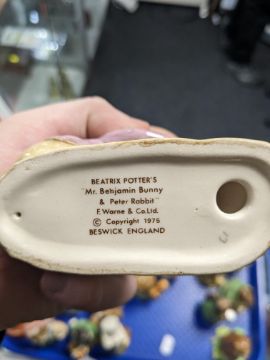 BEATRIX POTTER'S
"Mr. Benjamin Bunny
& Peter Rabbit"
F. Warne & Co. Ltd.
© Copyright 1975
BESWICK ENGLAND